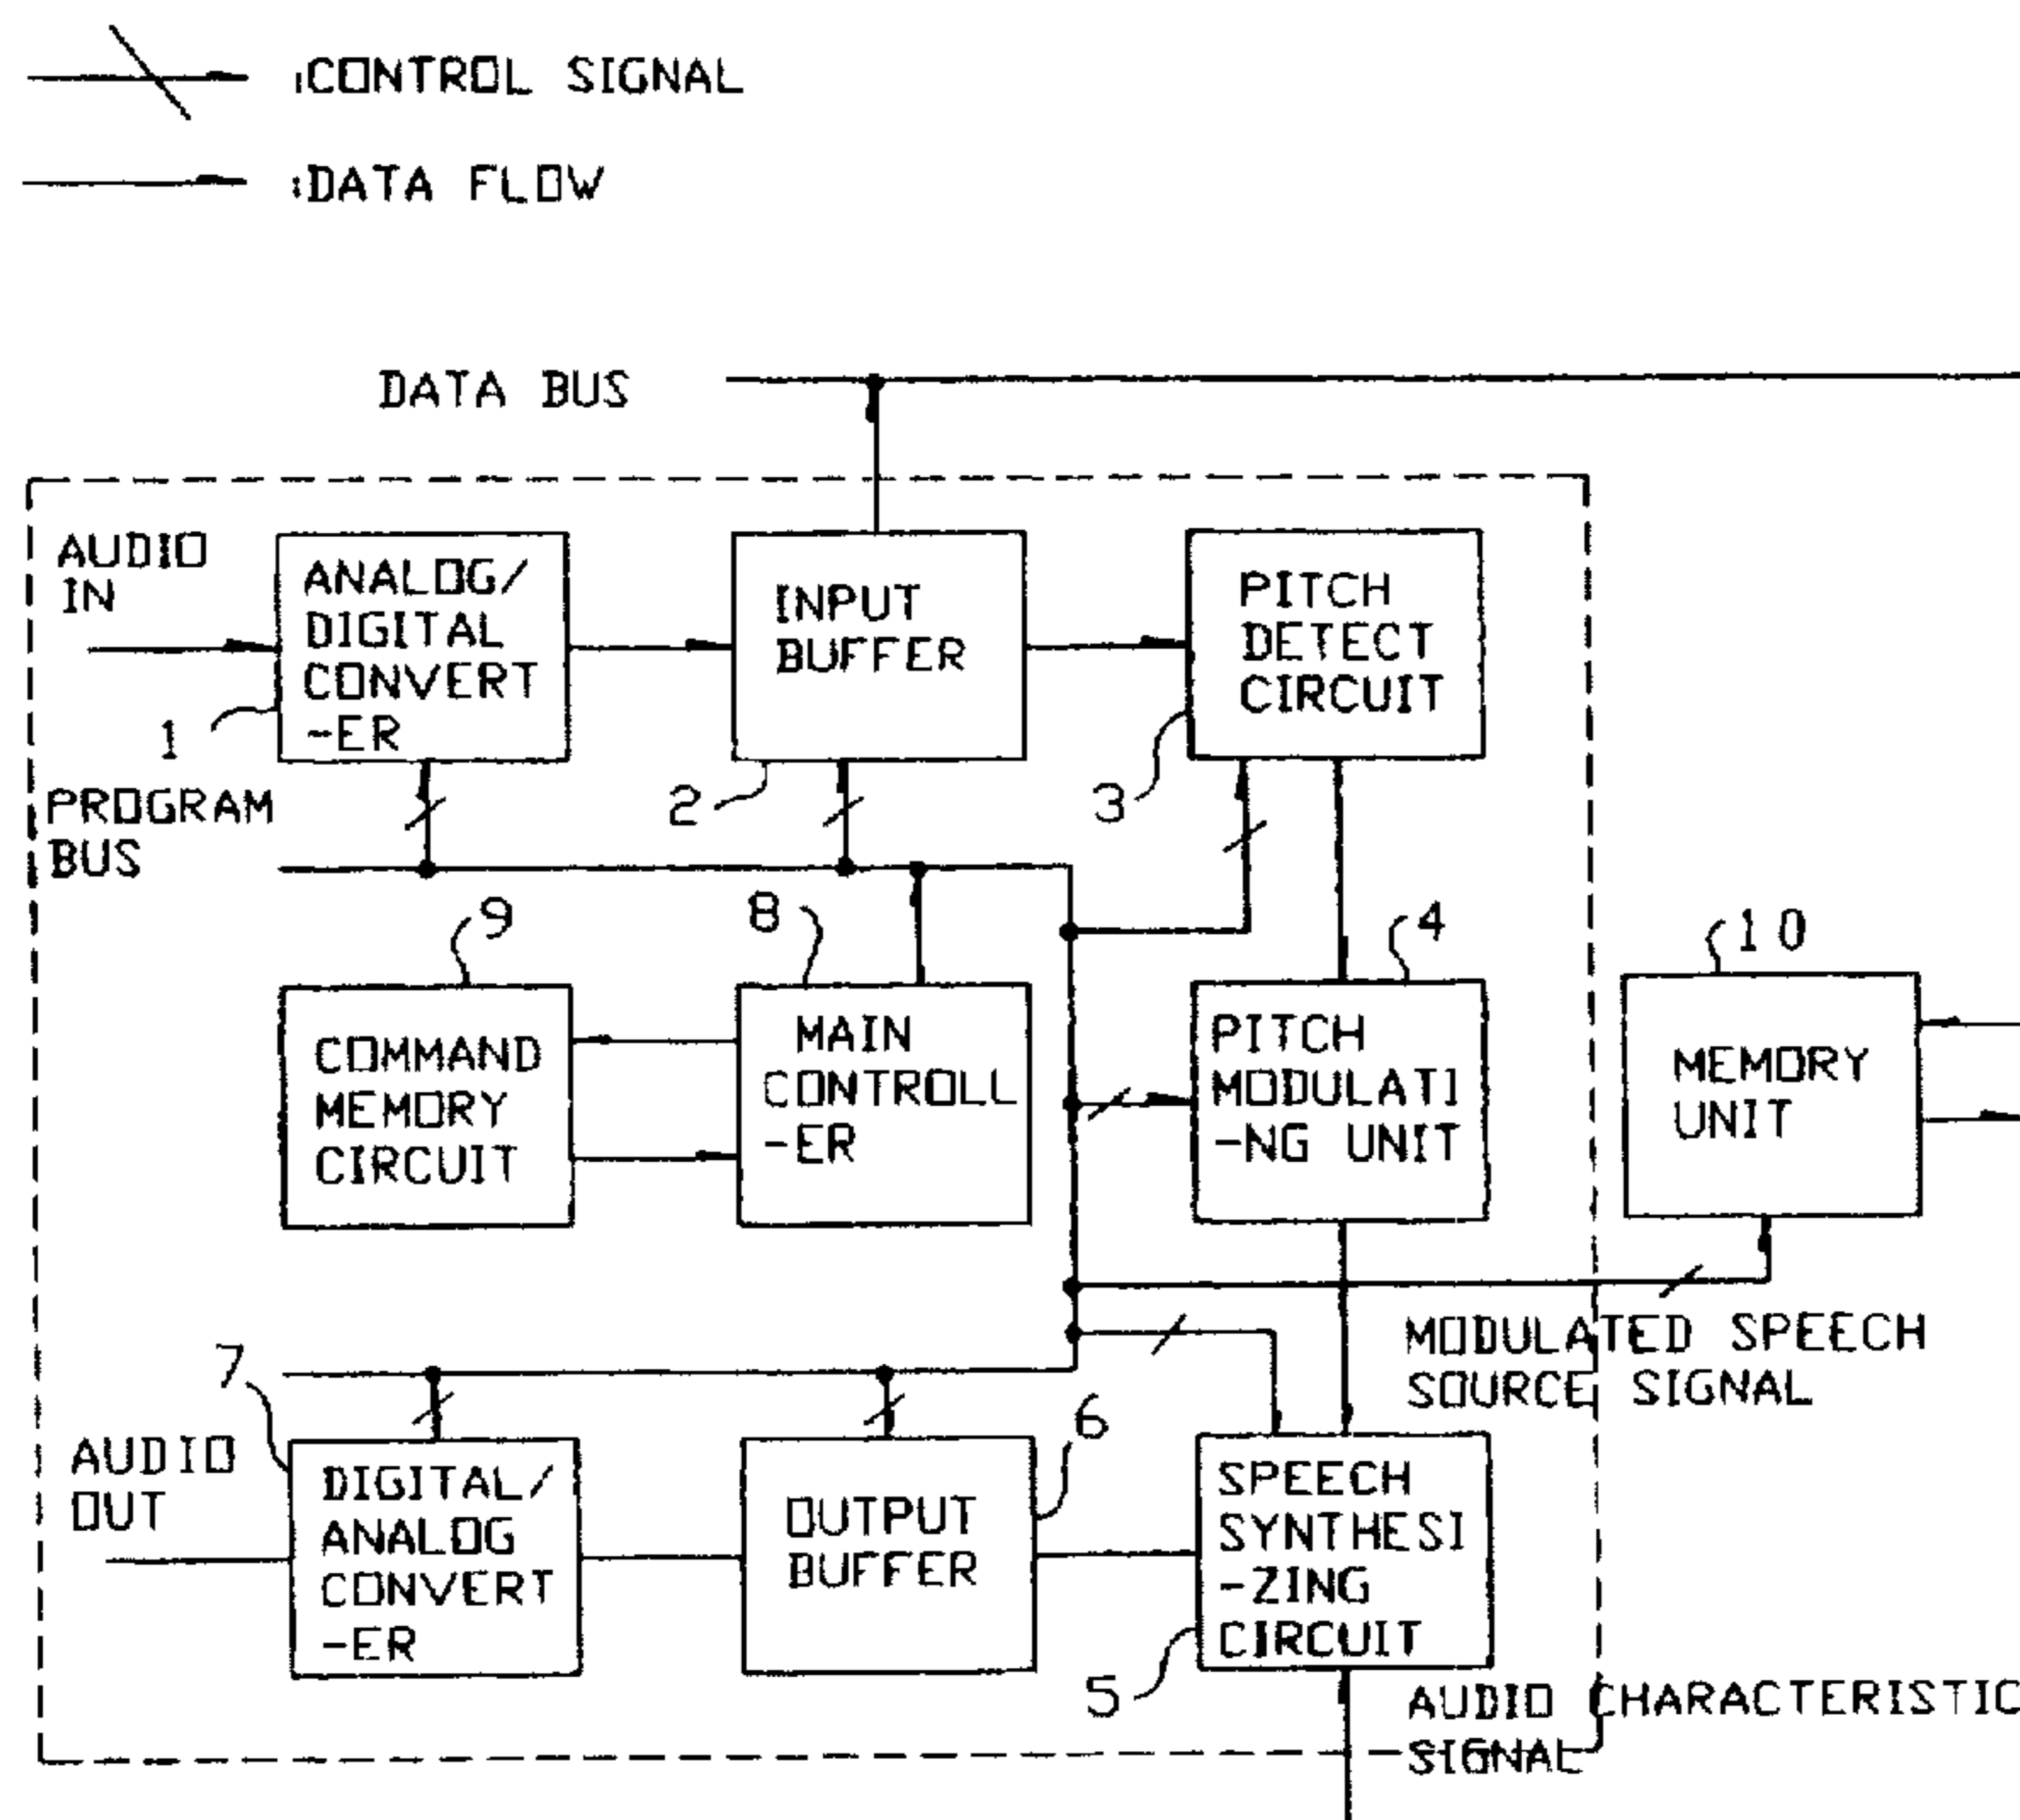 :CONTROL SIGNAL
:DATA FLOW
DATA BUS
AUDIO
IN
ANALOG/
DIGITAL
CONVERT
-ER
1
INPUT
BUFFER
2
PITCH
DETECT
CIRCUIT
3
PROGRAM
BUS
9
COMMAND
MEMORY
CIRCUIT
8
MAIN
CONTROLL
-ER
4
PITCH
MODULATI
-NG UNIT
10
MEMORY
UNIT
MODULATED SPEECH
SOURCE SIGNAL
7
AUDIO
OUT
DIGITAL/
ANALOG
CONVERT
-ER
6
OUTPUT
BUFFER
SPEECH
SYNTHESI
-ZING
CIRCUIT
5
AUDIO CHARACTERISTIC
SIGNAL